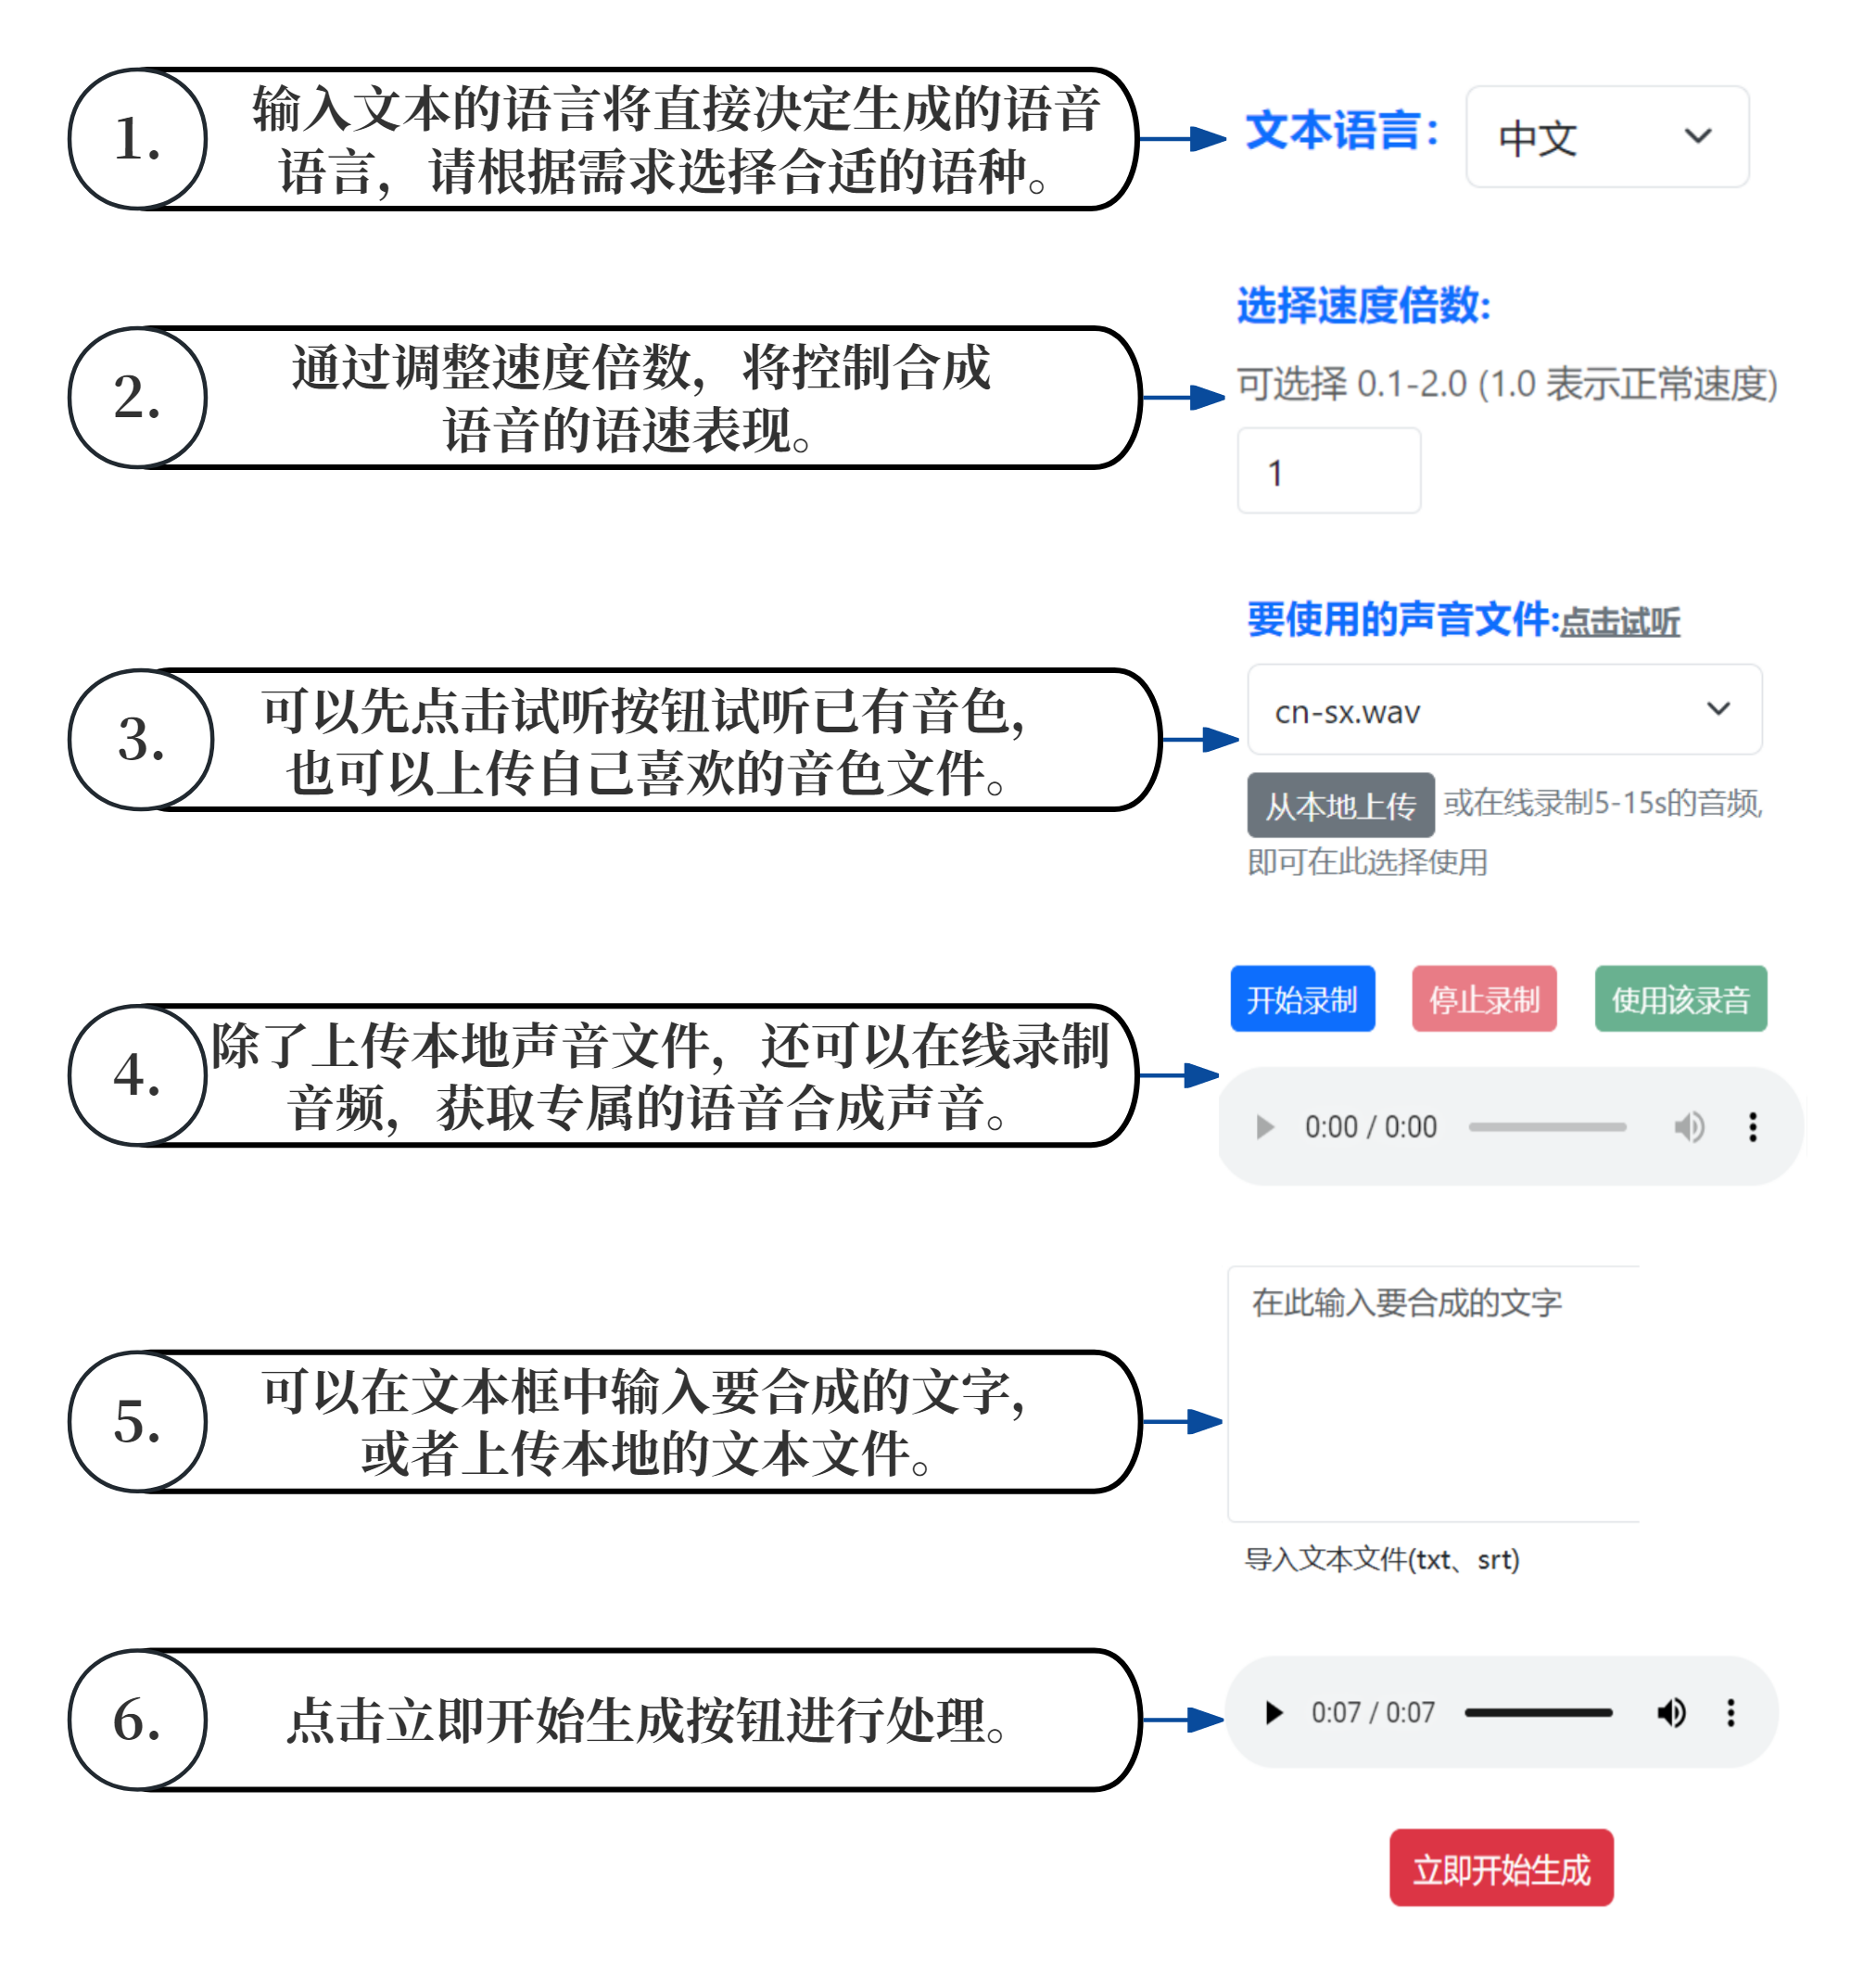 1.
输入文本的语言将直接决定生成的语音
语言，请根据需求选择合适的语种。
文本语言：
中文
2.
通过调整速度倍数，将控制合成
语音的语速表现。
选择速度倍数:
可选择 0.1-2.0 (1.0 表示正常速度)
1
3.
可以先点击试听按钮试听已有音色，
也可以上传自己喜欢的音色文件。
要使用的声音文件:点击试听
cn-sx.wav
从本地上传 或在线录制5-15s的音频,
即可在此选择使用
4.
除了上传本地声音文件，还可以在线录制
音频，获取专属的语音合成声音。
开始录制 停止录制 使用该录音
0:00 / 0:00
5.
可以在文本框中输入要合成的文字，
或者上传本地的文本文件。
在此输入要合成的文字
导入文本文件(txt、srt)
6.
点击立即开始生成按钮进行处理。
0:07 / 0:07
立即开始生成